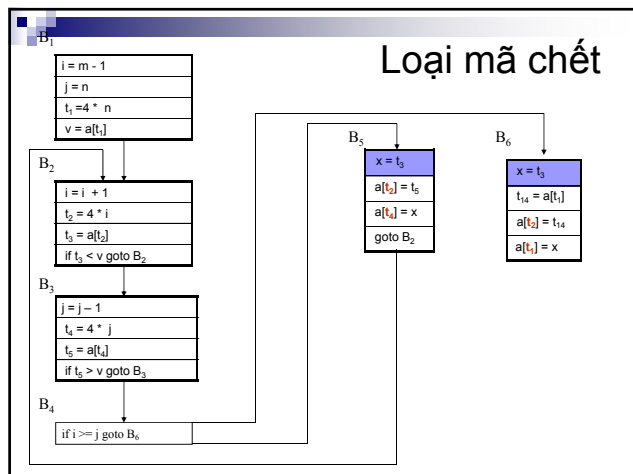 Loại mã chết
B₁
i = m - 1
j = n
t₁ =4 * n
v = a[t₁]
B₂
i = i + 1
t₂ = 4 * i
t₃ = a[t₂]
if t₃ < v goto B₂
B₃
j = j – 1
t₄ = 4 * j
t₅ = a[t₄]
if t₅ > v goto B₃
B₄
if i >= j goto B₆
B₅
x = t₃
a[t₂] = t₅
a[t₄] = x
goto B₂
B₆
x = t₃
t₁₄ = a[t₁]
a[t₂] = t₁₄
a[t₁] = x